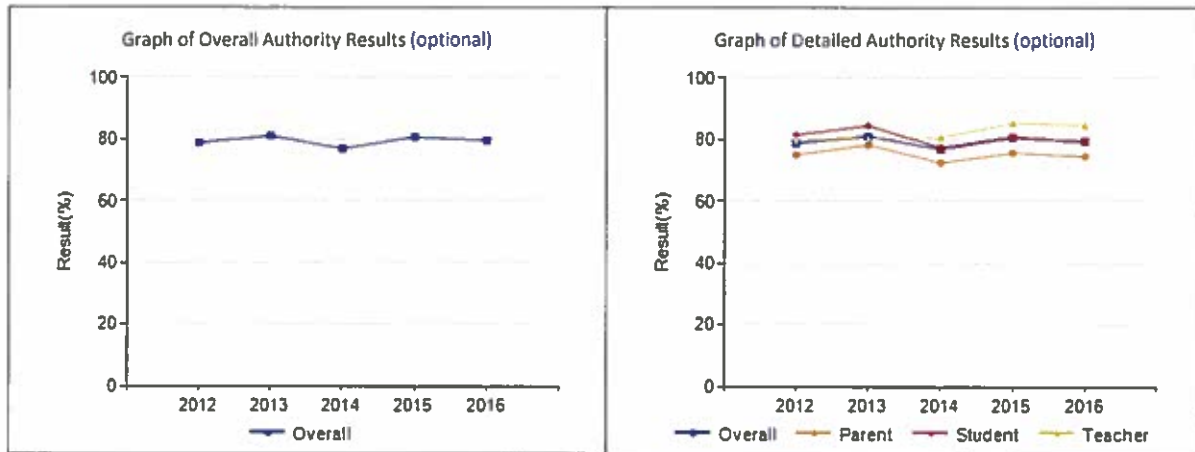 Graph of Overall Authority Results (optional)
100
80
60
40
20
0
Result(%)
2012 2013 2014 2015 2016
Overall
Graph of Detailed Authority Results (optional)
100
80
60
40
20
0
Result(%)
2012 2013 2014 2015 2016
Overall Parent Student Teacher